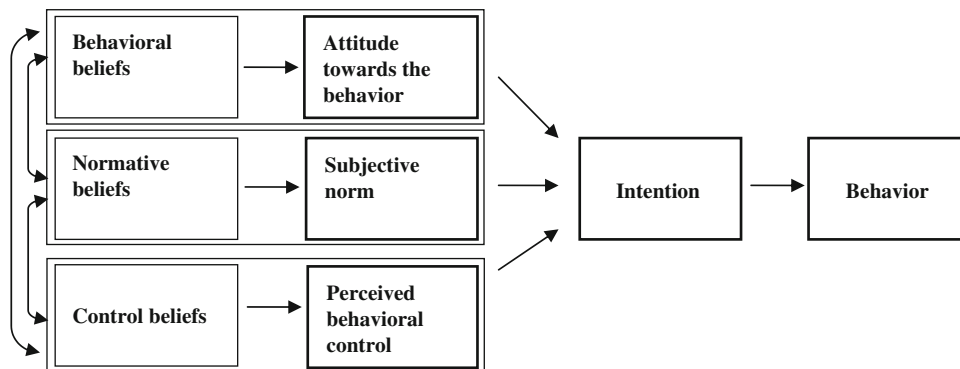 Behavioral
beliefs
Attitude
towards the
behavior
Normative
beliefs
Subjective
norm
Control beliefs
Perceived
behavioral
control
Intention
Behavior